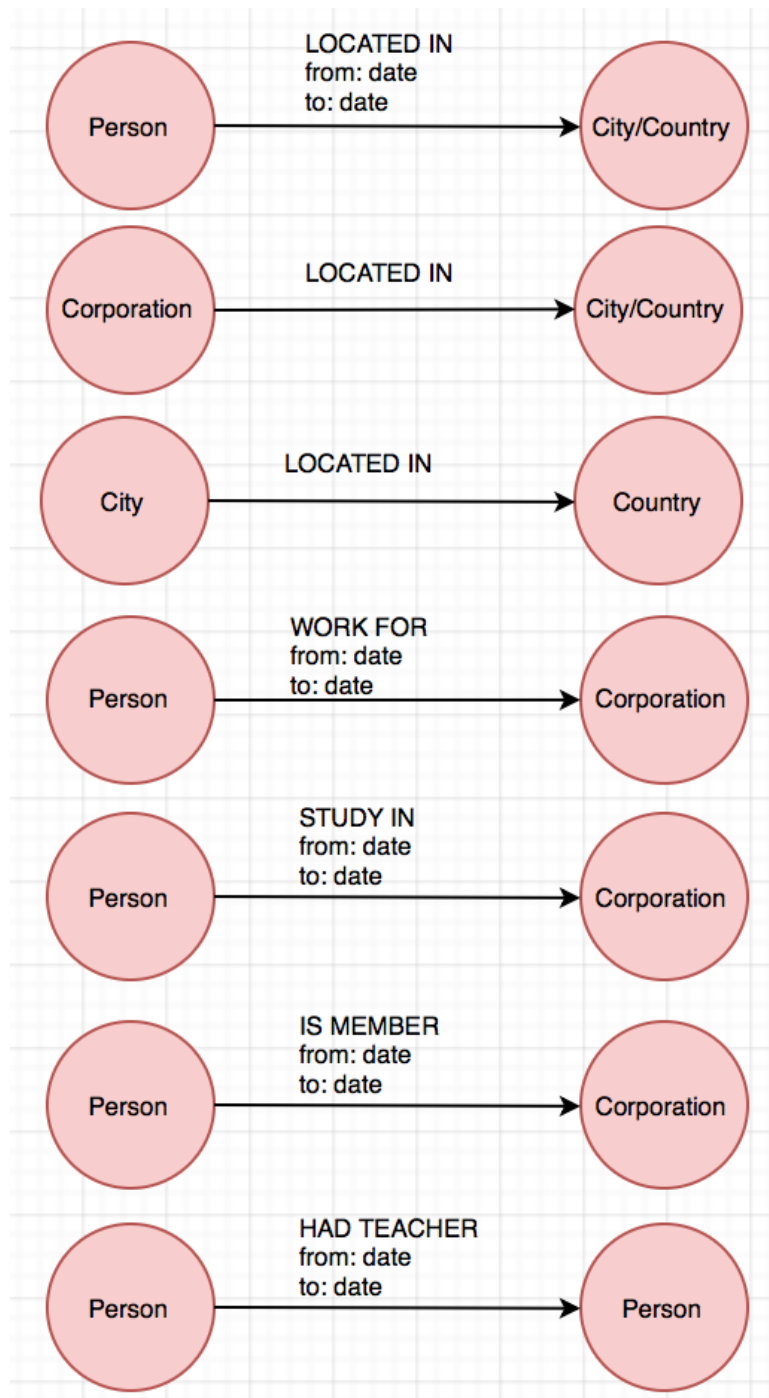 LOCATED IN
from: date
to: date
Person
City/Country
LOCATED IN
Corporation
City/Country
LOCATED IN
City
Country
WORK FOR
from: date
to: date
Person
Corporation
STUDY IN
from: date
to: date
Person
Corporation
IS MEMBER
from: date
to: date
Person
Corporation
HAD TEACHER
from: date
to: date
Person
Person